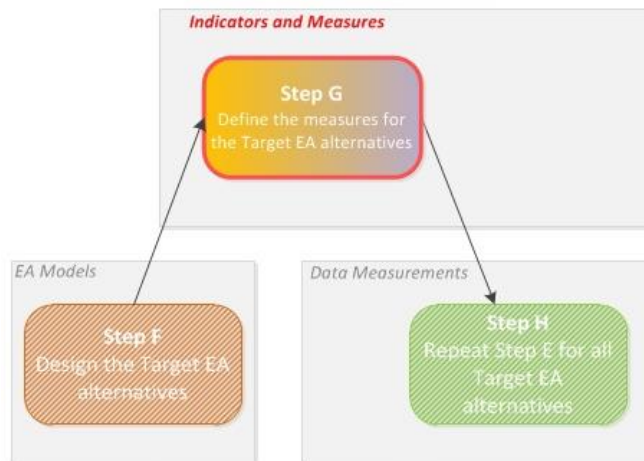 Indicators and Measures
Step G
Define the measures for
the Target EA alternatives
EA Models
Step F
Design the Target EA
alternatives
Data Measurements
Step H
Repeat Step E for all
Target EA
alternatives